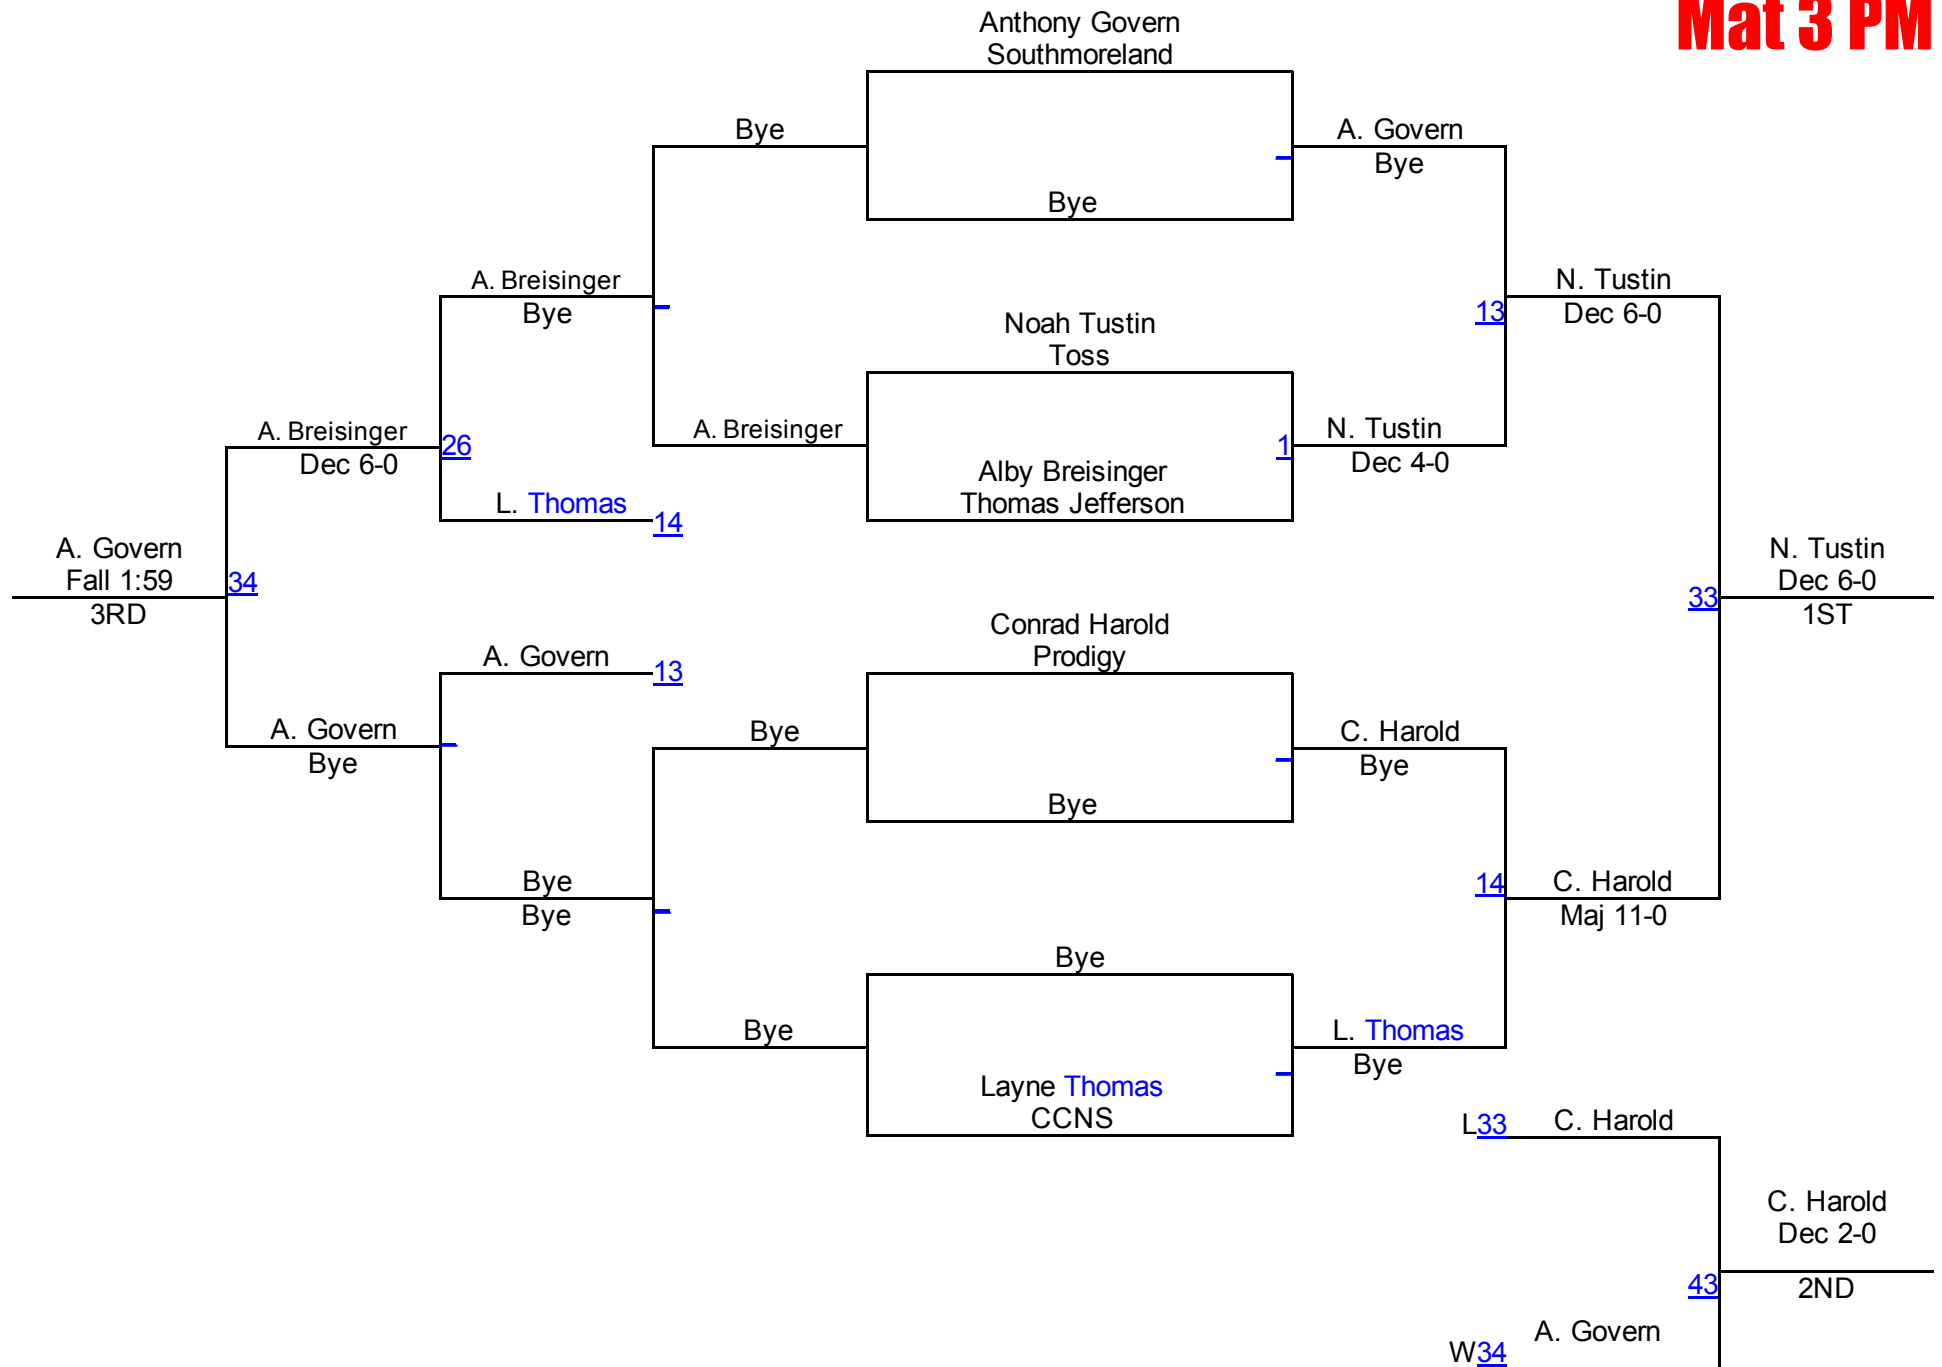 Mat 3 PM
Anthony Govern
Southmoreland
Bye
A. Govern
Bye
Bye
A. Breisinger
Bye
N. Tustin
Dec 6-0
13
Noah Tustin
Toss
A. Breisinger
Dec 6-0
26
A. Breisinger
1
N. Tustin
Dec 4-0
Alby Breisinger
Thomas Jefferson
L. Thomas
14
A. Govern
Fall 1:59
3RD
34
N. Tustin
Dec 6-0
1ST
33
Conrad Harold
Prodigy
A. Govern
13
A. Govern
Bye
Bye
C. Harold
Bye
Bye
Bye
Bye
14
C. Harold
Maj 11-0
Bye
Bye
L. Thomas
Bye
Layne Thomas
CCNS
L33
C. Harold
C. Harold
Dec 2-0
43
2ND
A. Govern
W34